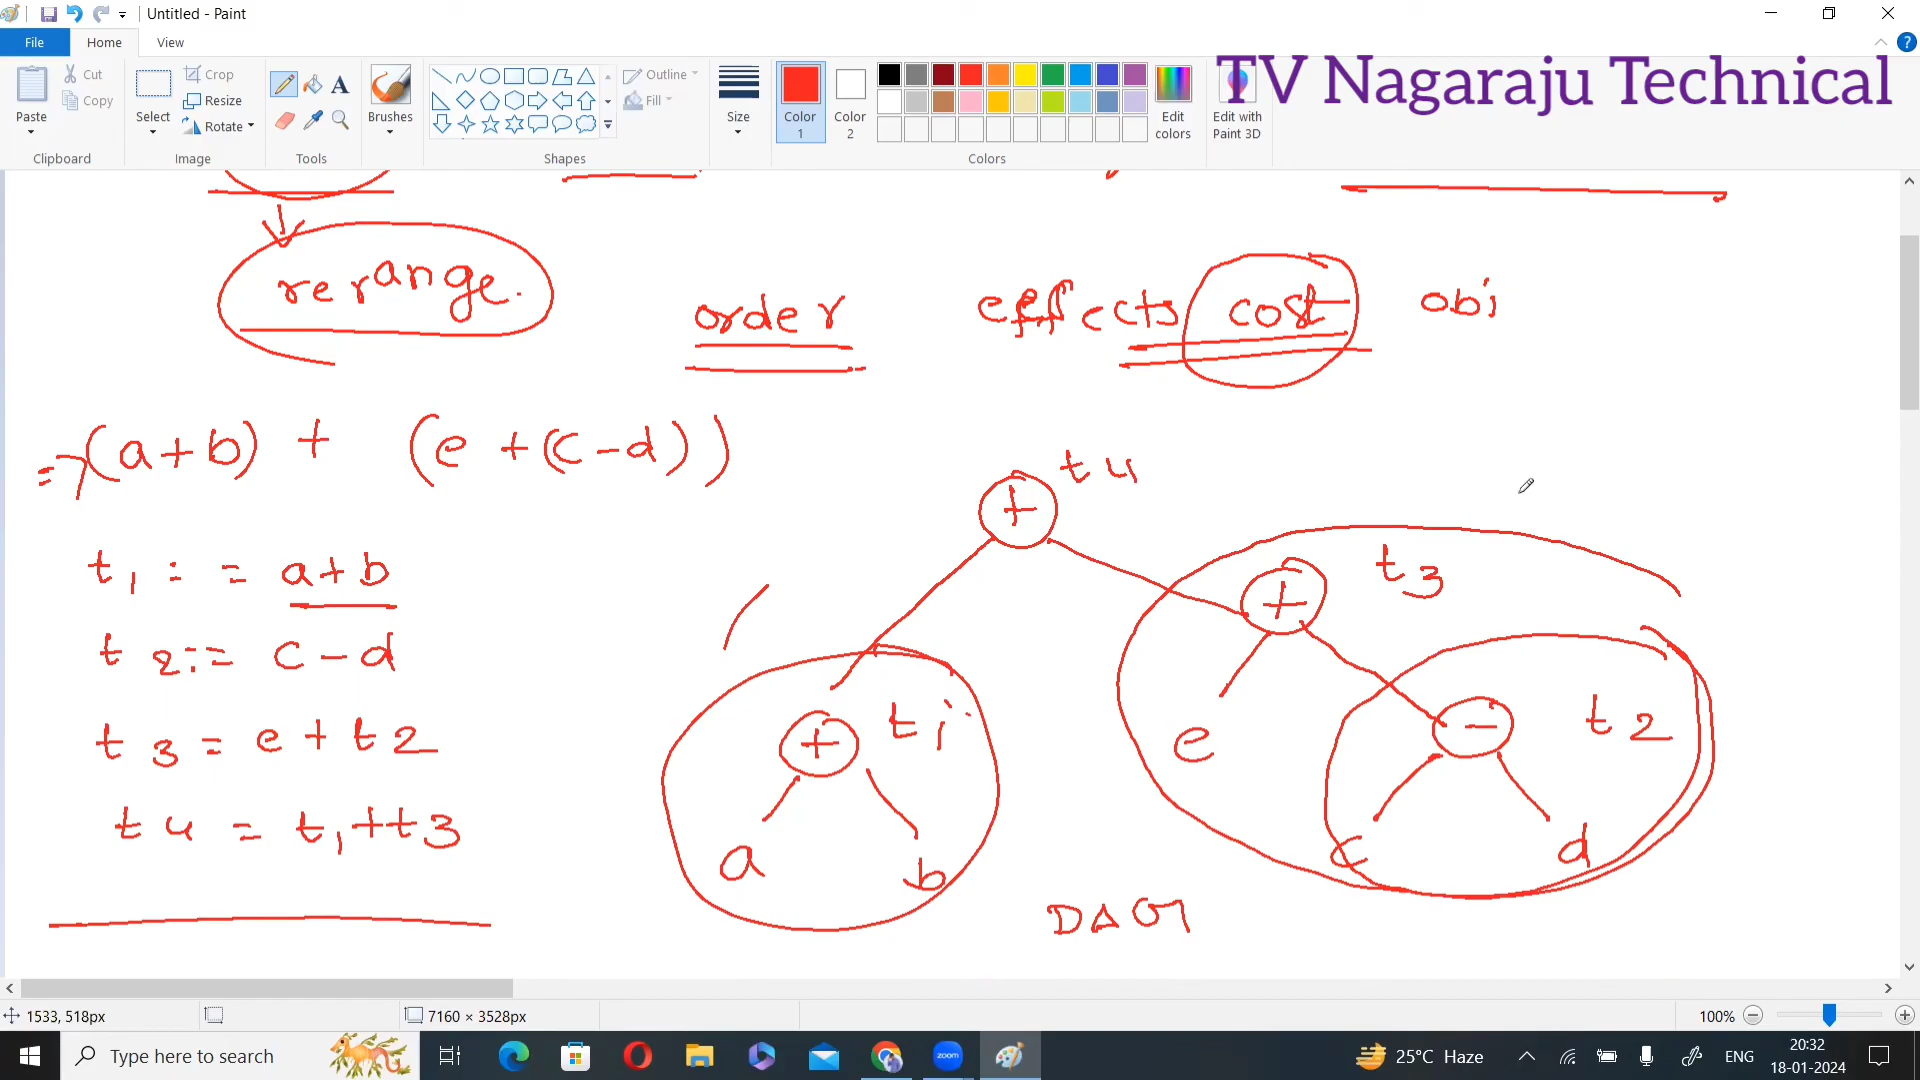 Untitled - Paint
File Home View
TV Nagaraju Technical
Paste
Cut
Copy
Clipboard
Select
Crop
Resize
Rotate
Image
A
Tools
Brushes
Shapes
Outline
Fill
Size
Color 1
Color 2
Colors
Edit colors
Edit with Paint 3D
rerange.
order effects cost obj
=> (a+b) + (e + (c-d))
t1 := a+b
t2 := c-d
t3 = e+t2
t4 = t1+t3
+ t4
+ t3
+ t1
a b
e
- t2
c d
DAG
1533, 518px
7160 × 3528px
100%
Type here to search
zoom
25°C Haze
ENG
20:32
18-01-2024